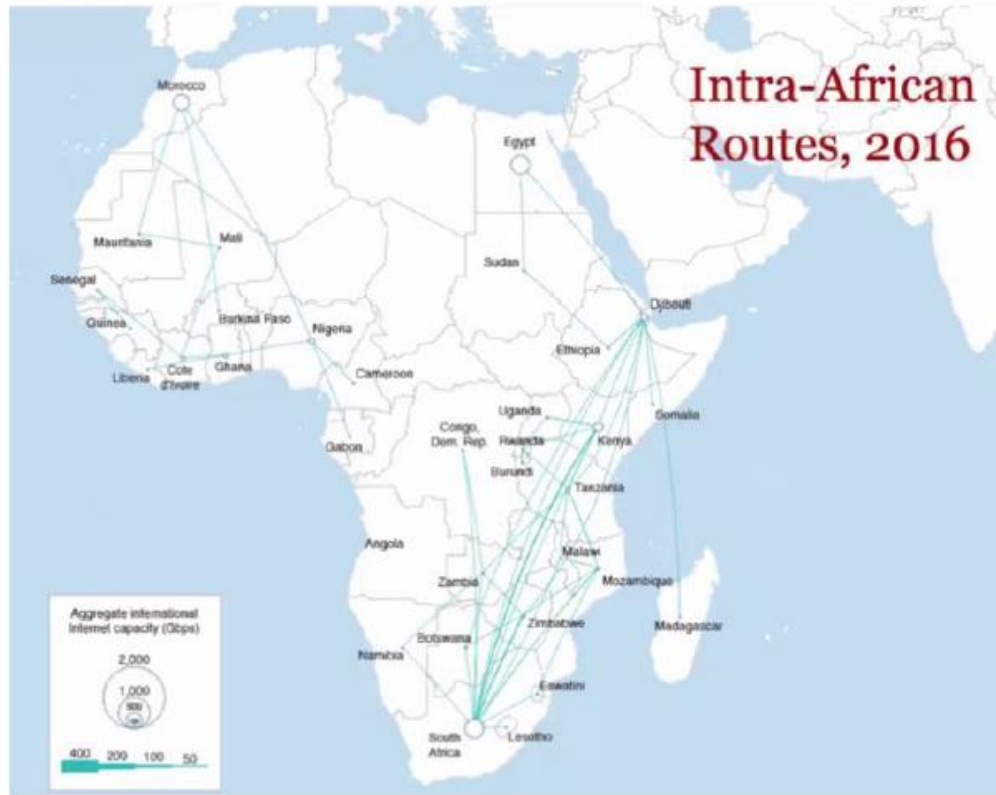 Intra-African
Routes, 2016
Morocco
Egypt
Mauritania
Mali
Senegal
Sudan
Djibouti
Guinea
Burkina Faso
Nigeria
Ethiopia
Liberia
Cote
d'Ivoire
Ghana
Cameroon
Uganda
Somalia
Congo,
Dem. Rep.
Gabon
Rwanda
Kenya
Burundi
Tanzania
Angola
Malawi
Zambia
Mozambique
Zimbabwe
Madagascar
Botswana
Namibia
Eswatini
South
Africa
Lesotho
Aggregate international
Internet capacity (Gbps)
2,000
1,000
500
400 200 100 50